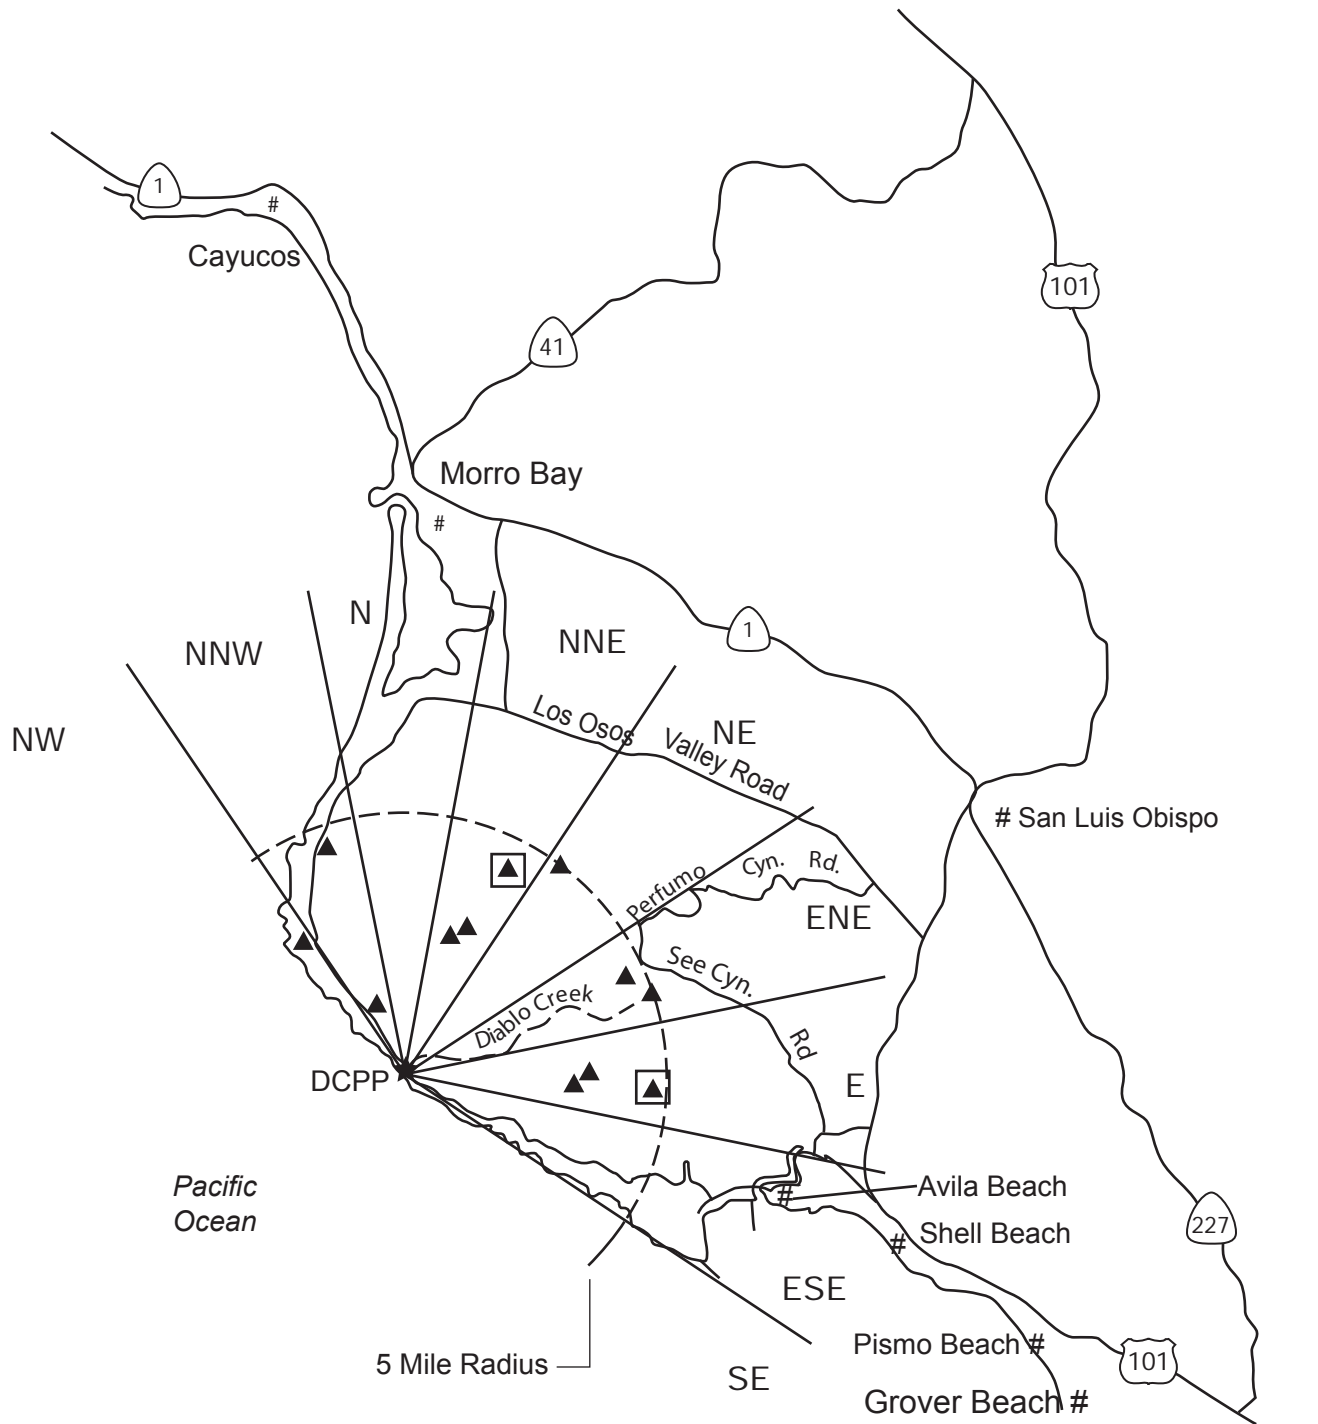 1
#
Cayucos
101
41
Morro Bay
#
N
NNW
NNE
1
NW
Los Osos Valley Road
NE
# San Luis Obispo
Perfumo Cyn. Rd.
ENE
See Cyn. Rd
Diablo Creek
DCPP
E
Pacific
Ocean
Avila Beach
#
227
Shell Beach
#
ESE
Pismo Beach #
5 Mile Radius
101
SE
Grover Beach #